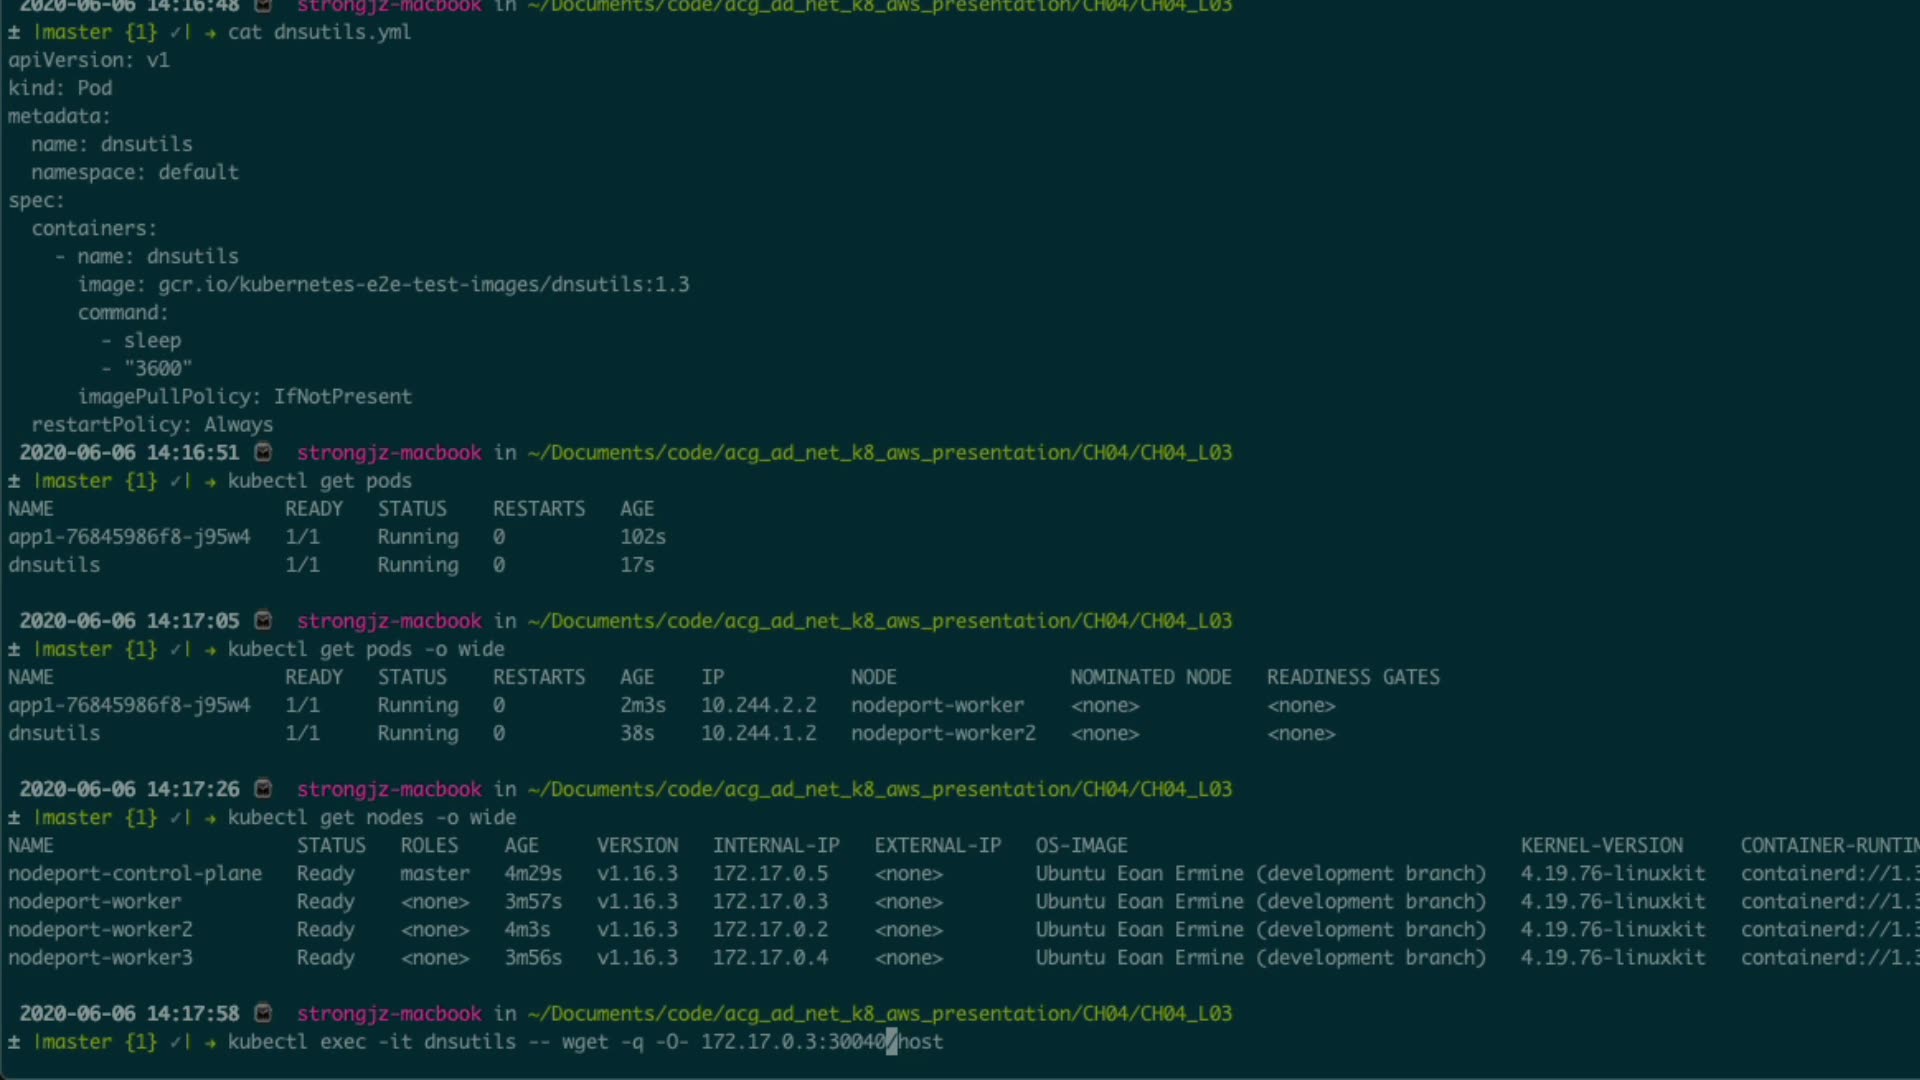 2020-06-06 14:16:48 strongjz-macbook in ~/Documents/code/acg_ad_net_k8_aws_presentation/CH04/CH04_L03
± |master {1} ✓| → cat dnsutils.yml
apiVersion: v1
kind: Pod
metadata:
  name: dnsutils
  namespace: default
spec:
  containers:
    - name: dnsutils
      image: gcr.io/kubernetes-e2e-test-images/dnsutils:1.3
      command:
        - sleep
        - "3600"
      imagePullPolicy: IfNotPresent
  restartPolicy: Always
2020-06-06 14:16:51 strongjz-macbook in ~/Documents/code/acg_ad_net_k8_aws_presentation/CH04/CH04_L03
± |master {1} ✓| → kubectl get pods
NAME READY STATUS RESTARTS AGE
app1-76845986f8-j95w4 1/1 Running 0 102s
dnsutils 1/1 Running 0 17s
2020-06-06 14:17:05 strongjz-macbook in ~/Documents/code/acg_ad_net_k8_aws_presentation/CH04/CH04_L03
± |master {1} ✓| → kubectl get pods -o wide
NAME READY STATUS RESTARTS AGE IP NODE NOMINATED NODE READINESS GATES
app1-76845986f8-j95w4 1/1 Running 0 2m3s 10.244.2.2 nodeport-worker <none> <none>
dnsutils 1/1 Running 0 38s 10.244.1.2 nodeport-worker2 <none> <none>
2020-06-06 14:17:26 strongjz-macbook in ~/Documents/code/acg_ad_net_k8_aws_presentation/CH04/CH04_L03
± |master {1} ✓| → kubectl get nodes -o wide
NAME STATUS ROLES AGE VERSION INTERNAL-IP EXTERNAL-IP OS-IMAGE KERNEL-VERSION CONTAINER-RUNTIM
nodeport-control-plane Ready master 4m29s v1.16.3 172.17.0.5 <none> Ubuntu Eoan Ermine (development branch) 4.19.76-linuxkit containerd://1.3
nodeport-worker Ready <none> 3m57s v1.16.3 172.17.0.3 <none> Ubuntu Eoan Ermine (development branch) 4.19.76-linuxkit containerd://1.3
nodeport-worker2 Ready <none> 4m3s v1.16.3 172.17.0.2 <none> Ubuntu Eoan Ermine (development branch) 4.19.76-linuxkit containerd://1.3
nodeport-worker3 Ready <none> 3m56s v1.16.3 172.17.0.4 <none> Ubuntu Eoan Ermine (development branch) 4.19.76-linuxkit containerd://1.3
2020-06-06 14:17:58 strongjz-macbook in ~/Documents/code/acg_ad_net_k8_aws_presentation/CH04/CH04_L03
± |master {1} ✓| → kubectl exec -it dnsutils -- wget -q -O- 172.17.0.3:30040/host